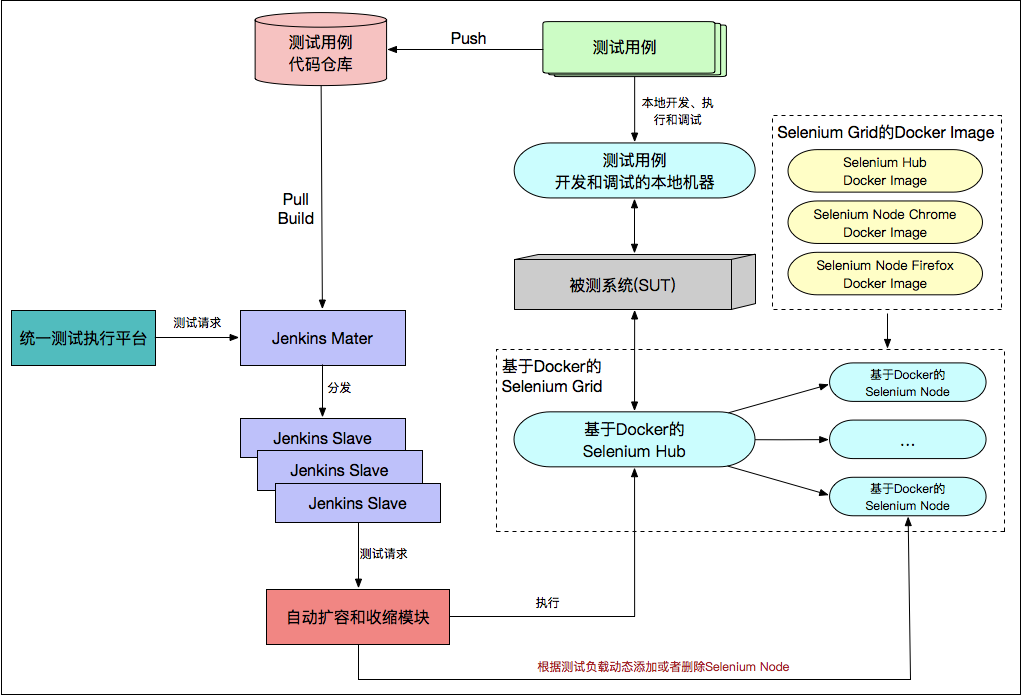 测试用例
代码仓库
Push
测试用例
本地开发、执
行和调试
Selenium Grid的Docker Image
Selenium Hub
Docker Image
Selenium Node Chrome
Docker Image
Selenium Node Firefox
Docker Image
测试用例
开发和调试的本地机器
Pull
Build
被测系统(SUT)
统一测试执行平台
测试请求
Jenkins Mater
分发
Jenkins Slave
Jenkins Slave
Jenkins Slave
基于Docker的
Selenium Grid
基于Docker的
Selenium Hub
基于Docker的
Selenium Node
...
基于Docker的
Selenium Node
测试请求
自动扩容和收缩模块
执行
根据测试负载动态添加或者删除Selenium Node